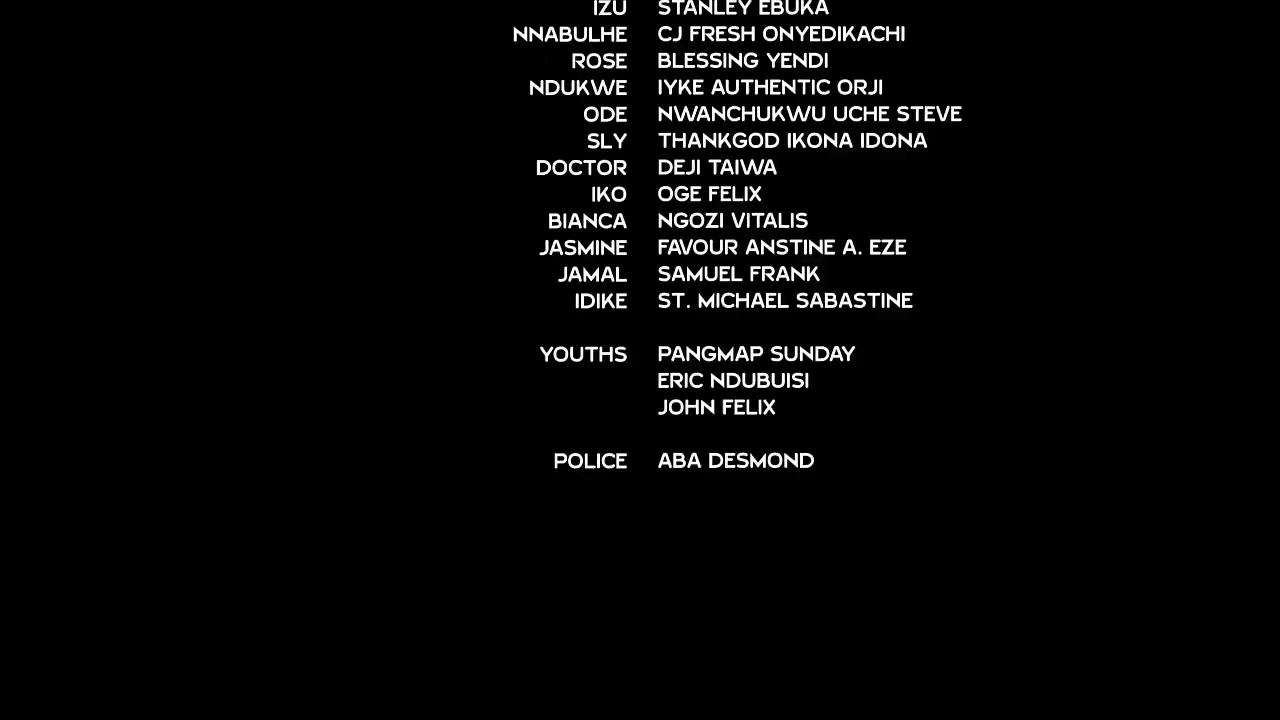 IZU STANLEY EBUKA
NNABULHE CJ FRESH ONYEDIKACHI
ROSE BLESSING YENDI
NDUKWE IYKE AUTHENTIC ORJI
ODE NWANCHUKWU UCHE STEVE
SLY THANKGOD IKONA IDONA
DOCTOR DEJI TAIWA
IKO OGE FELIX
BIANCA NGOZI VITALIS
JASMINE FAVOUR ANSTINE A. EZE
JAMAL SAMUEL FRANK
IDIKE ST. MICHAEL SABASTINE
YOUTHS PANGMAP SUNDAY
ERIC NDUBUISI
JOHN FELIX
POLICE ABA DESMOND